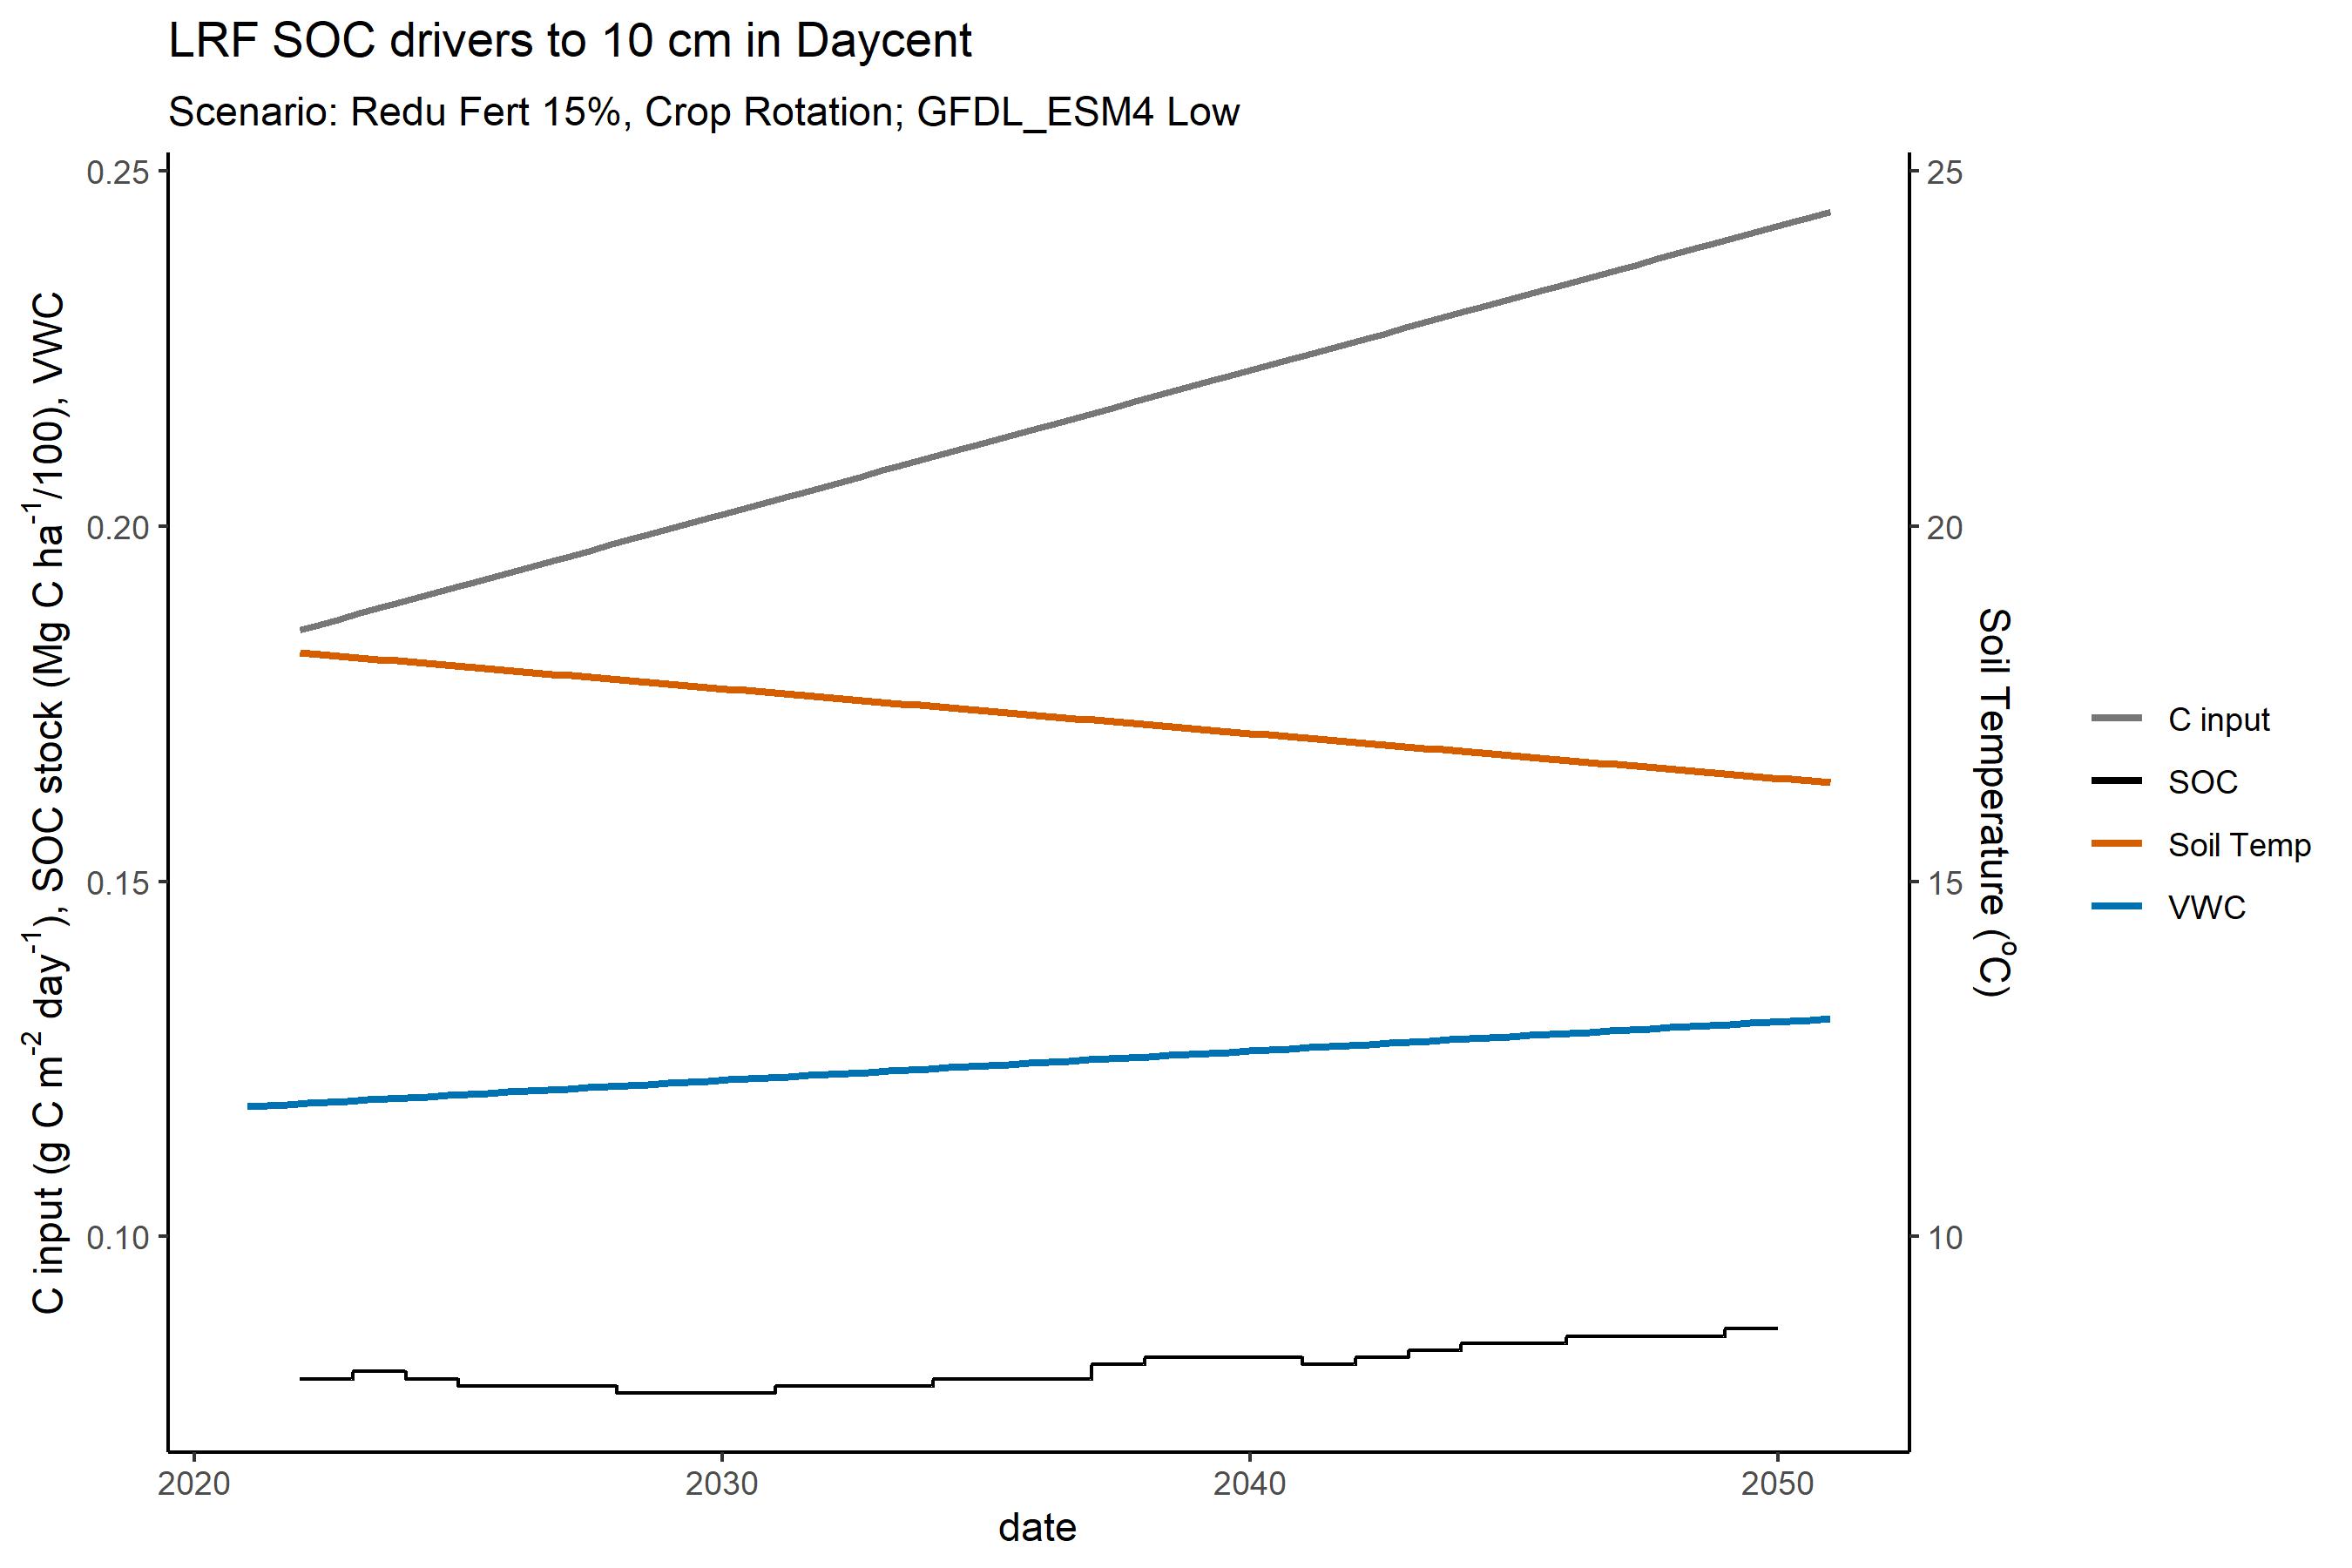 LRF SOC drivers to 10 cm in Daycent
Scenario: Redu Fert 15%, Crop Rotation; GFDL_ESM4 Low
C input (g C m⁻² day⁻¹), SOC stock (Mg C ha⁻¹/100), VWC
0.25
0.20
0.15
0.10
25
20
15
10
Soil Temperature (⁰C)
C input
SOC
Soil Temp
VWC
2020
2030
2040
2050
date